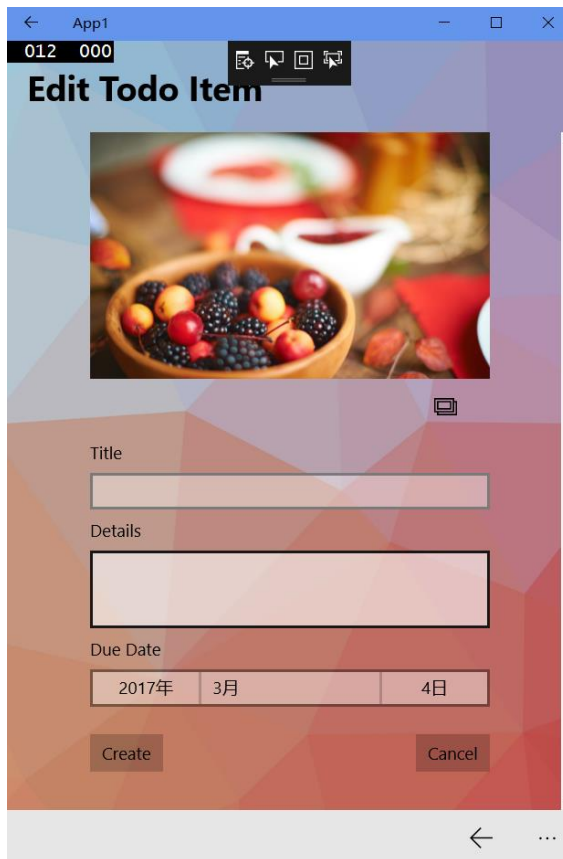 App1
012 000
Edit Todo Item
Title
Details
Due Date
2017年 3月 4日
Create Cancel